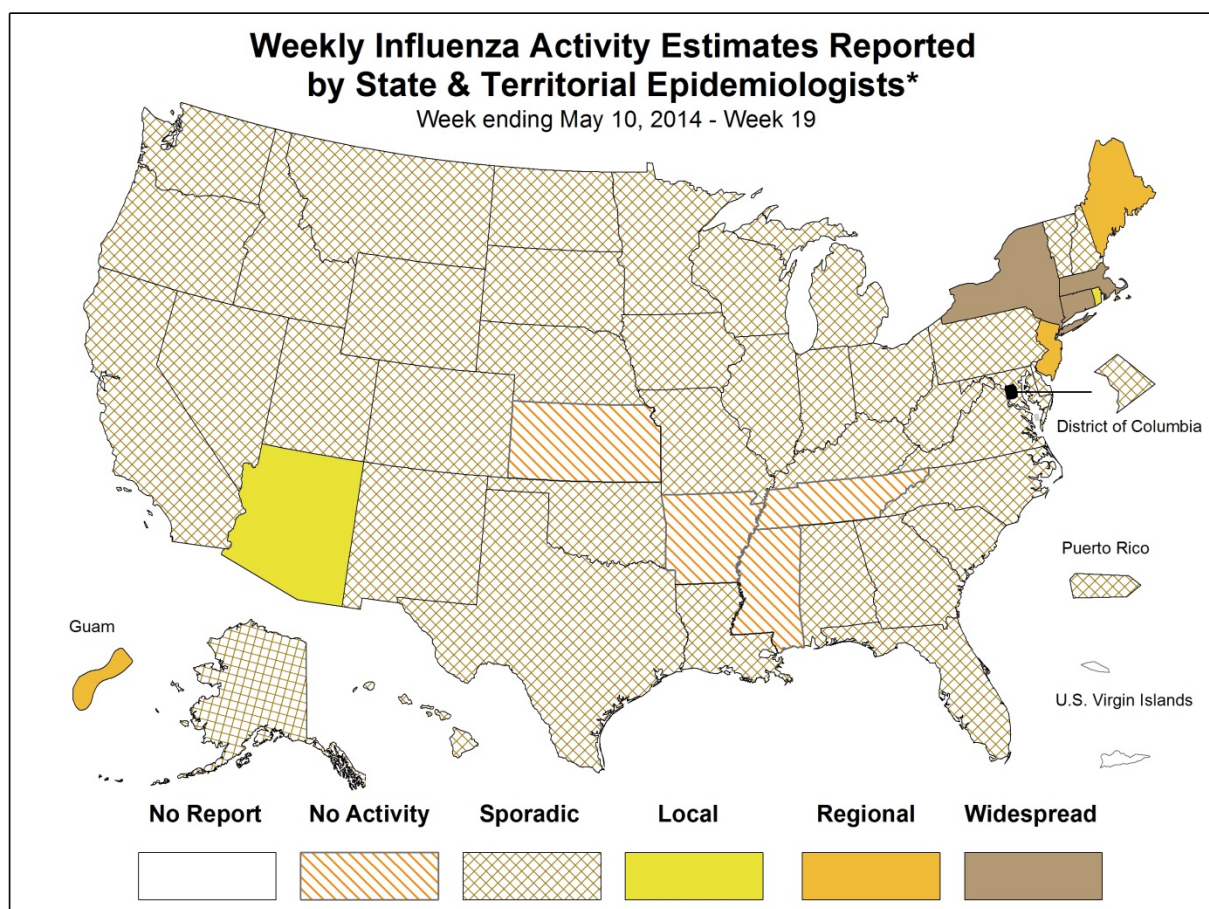 Weekly Influenza Activity Estimates Reported
by State & Territorial Epidemiologists*
Week ending May 10, 2014 - Week 19
District of Columbia
Puerto Rico
Guam
U.S. Virgin Islands
No Report No Activity Sporadic Local Regional Widespread